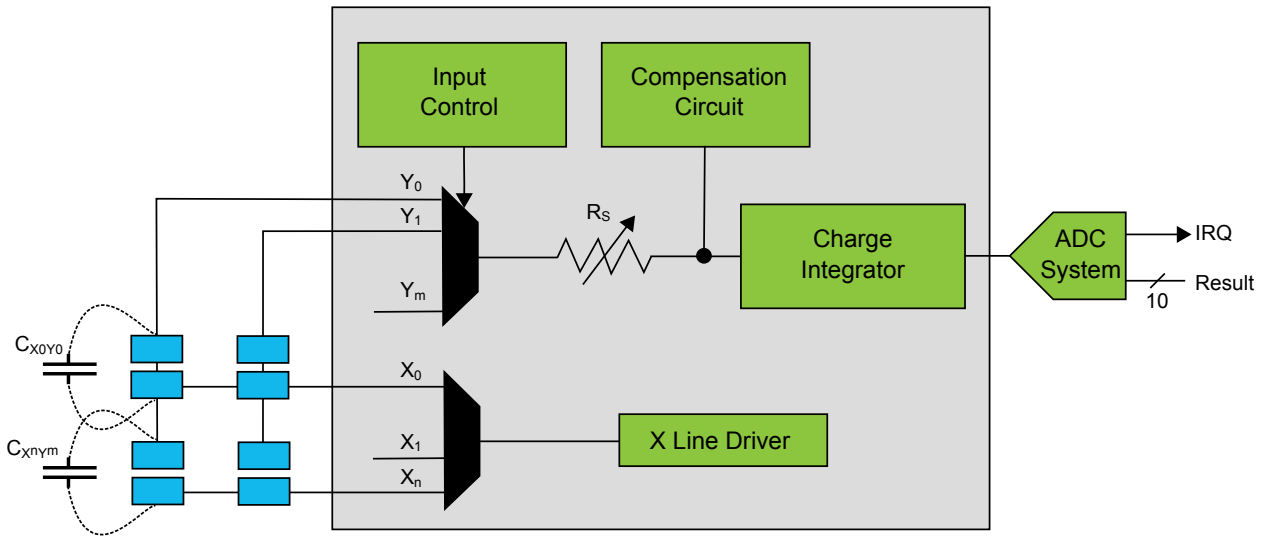 Input
Control
Compensation
Circuit
Y0
Y1
RS
Charge
Integrator
ADC
System
IRQ
Result
10
Ym
CX0Y0
X0
X Line Driver
CXnYm
X1
Xn